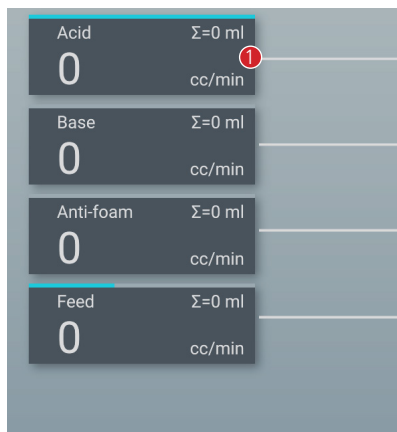 Acid Σ=0 ml
1
0 cc/min
Base Σ=0 ml
0 cc/min
Anti-foam Σ=0 ml
0 cc/min
Feed Σ=0 ml
0 cc/min